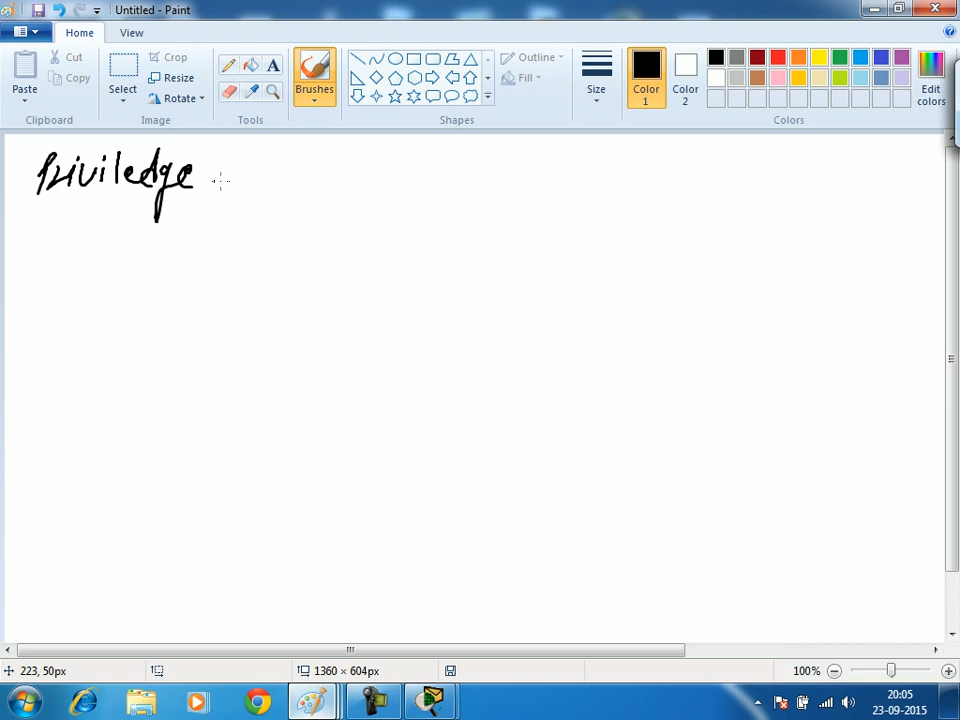 Untitled - Paint
Home
View
Paste
Cut
Copy
Clipboard
Select
Crop
Resize
Rotate
Image
A
Tools
Brushes
Shapes
Outline
Fill
Size
Color 1
Color 2
Edit colors
Colors
Priviledge
223, 50px
1360 × 604px
100%
20:05
23-09-2015